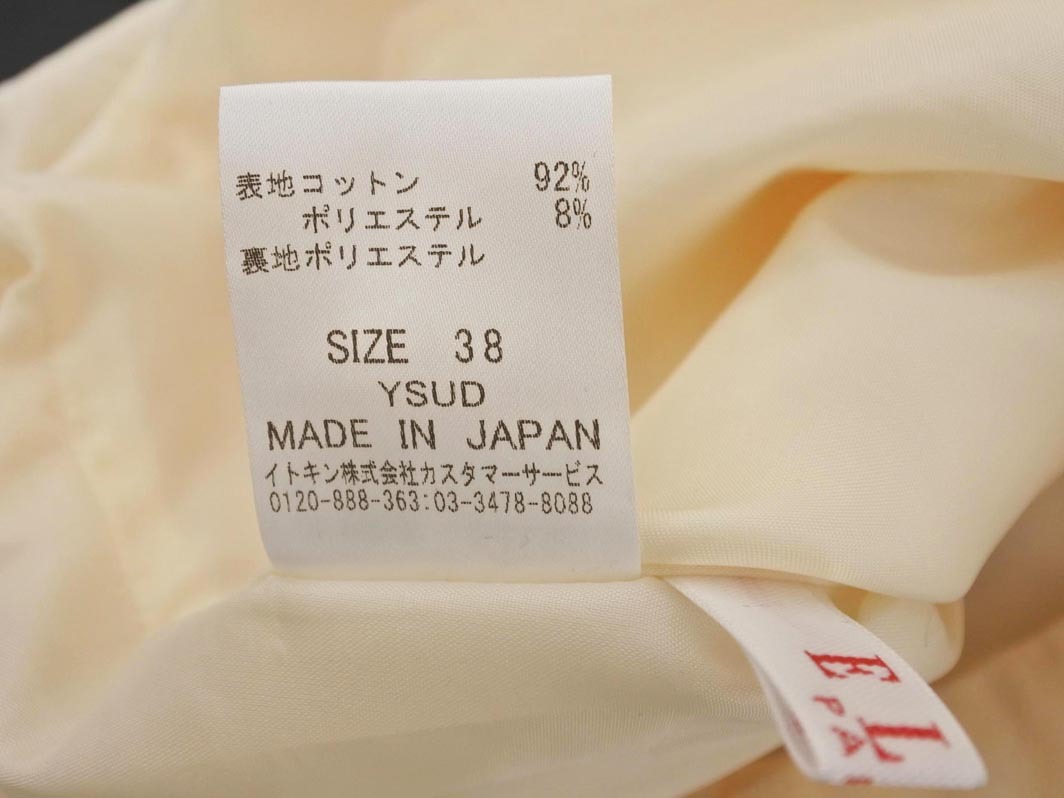 表地コットン 92%
ポリエステル 8%
裏地ポリエステル
SIZE 38
YSUD
MADE IN JAPAN
イトキン株式会社カスタマーサービス
0120-888-363:03-3478-8088
EL
PA